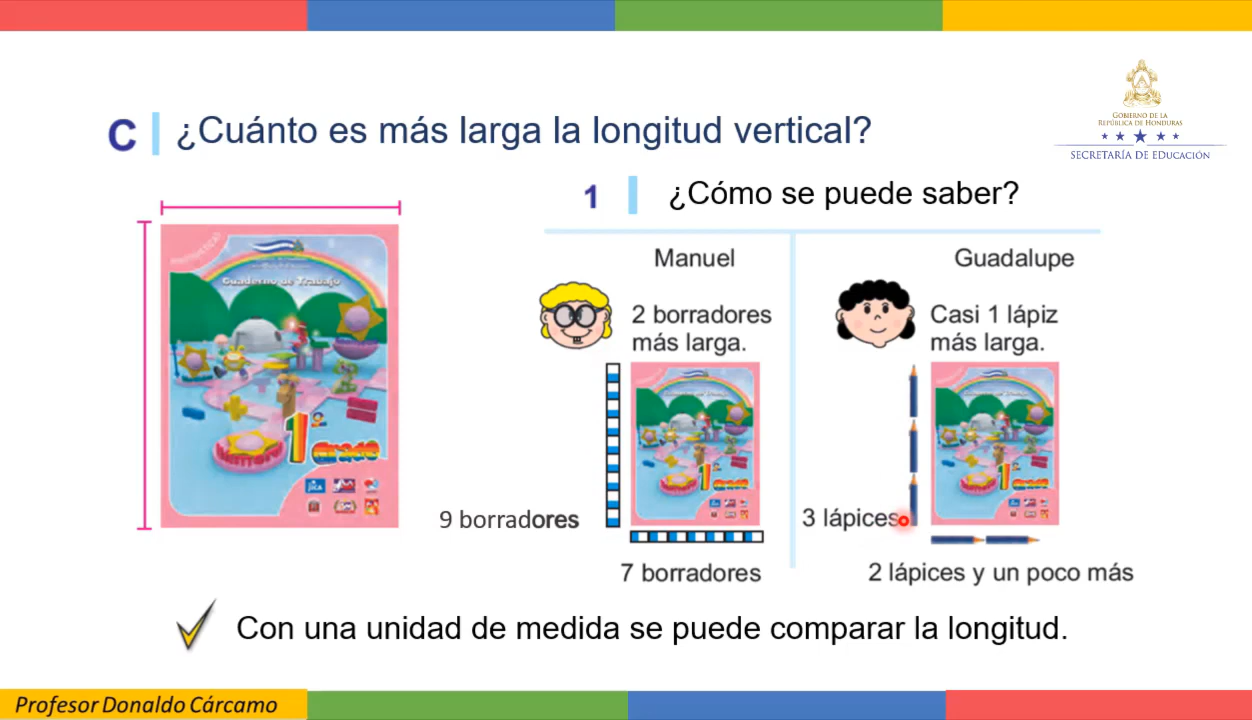 GOBIERNO DE LA
REPÚBLICA DE HONDURAS
SECRETARÍA DE EDUCACIÓN
C ¿Cuánto es más larga la longitud vertical?
1 ¿Cómo se puede saber?
Cuaderno de Trabajo
1 Grado
JICA
Manuel
2 borradores
más larga.
9 borradores
7 borradores
Guadalupe
Casi 1 lápiz
más larga.
3 lápices
2 lápices y un poco más
Con una unidad de medida se puede comparar la longitud.
Profesor Donaldo Cárcamo